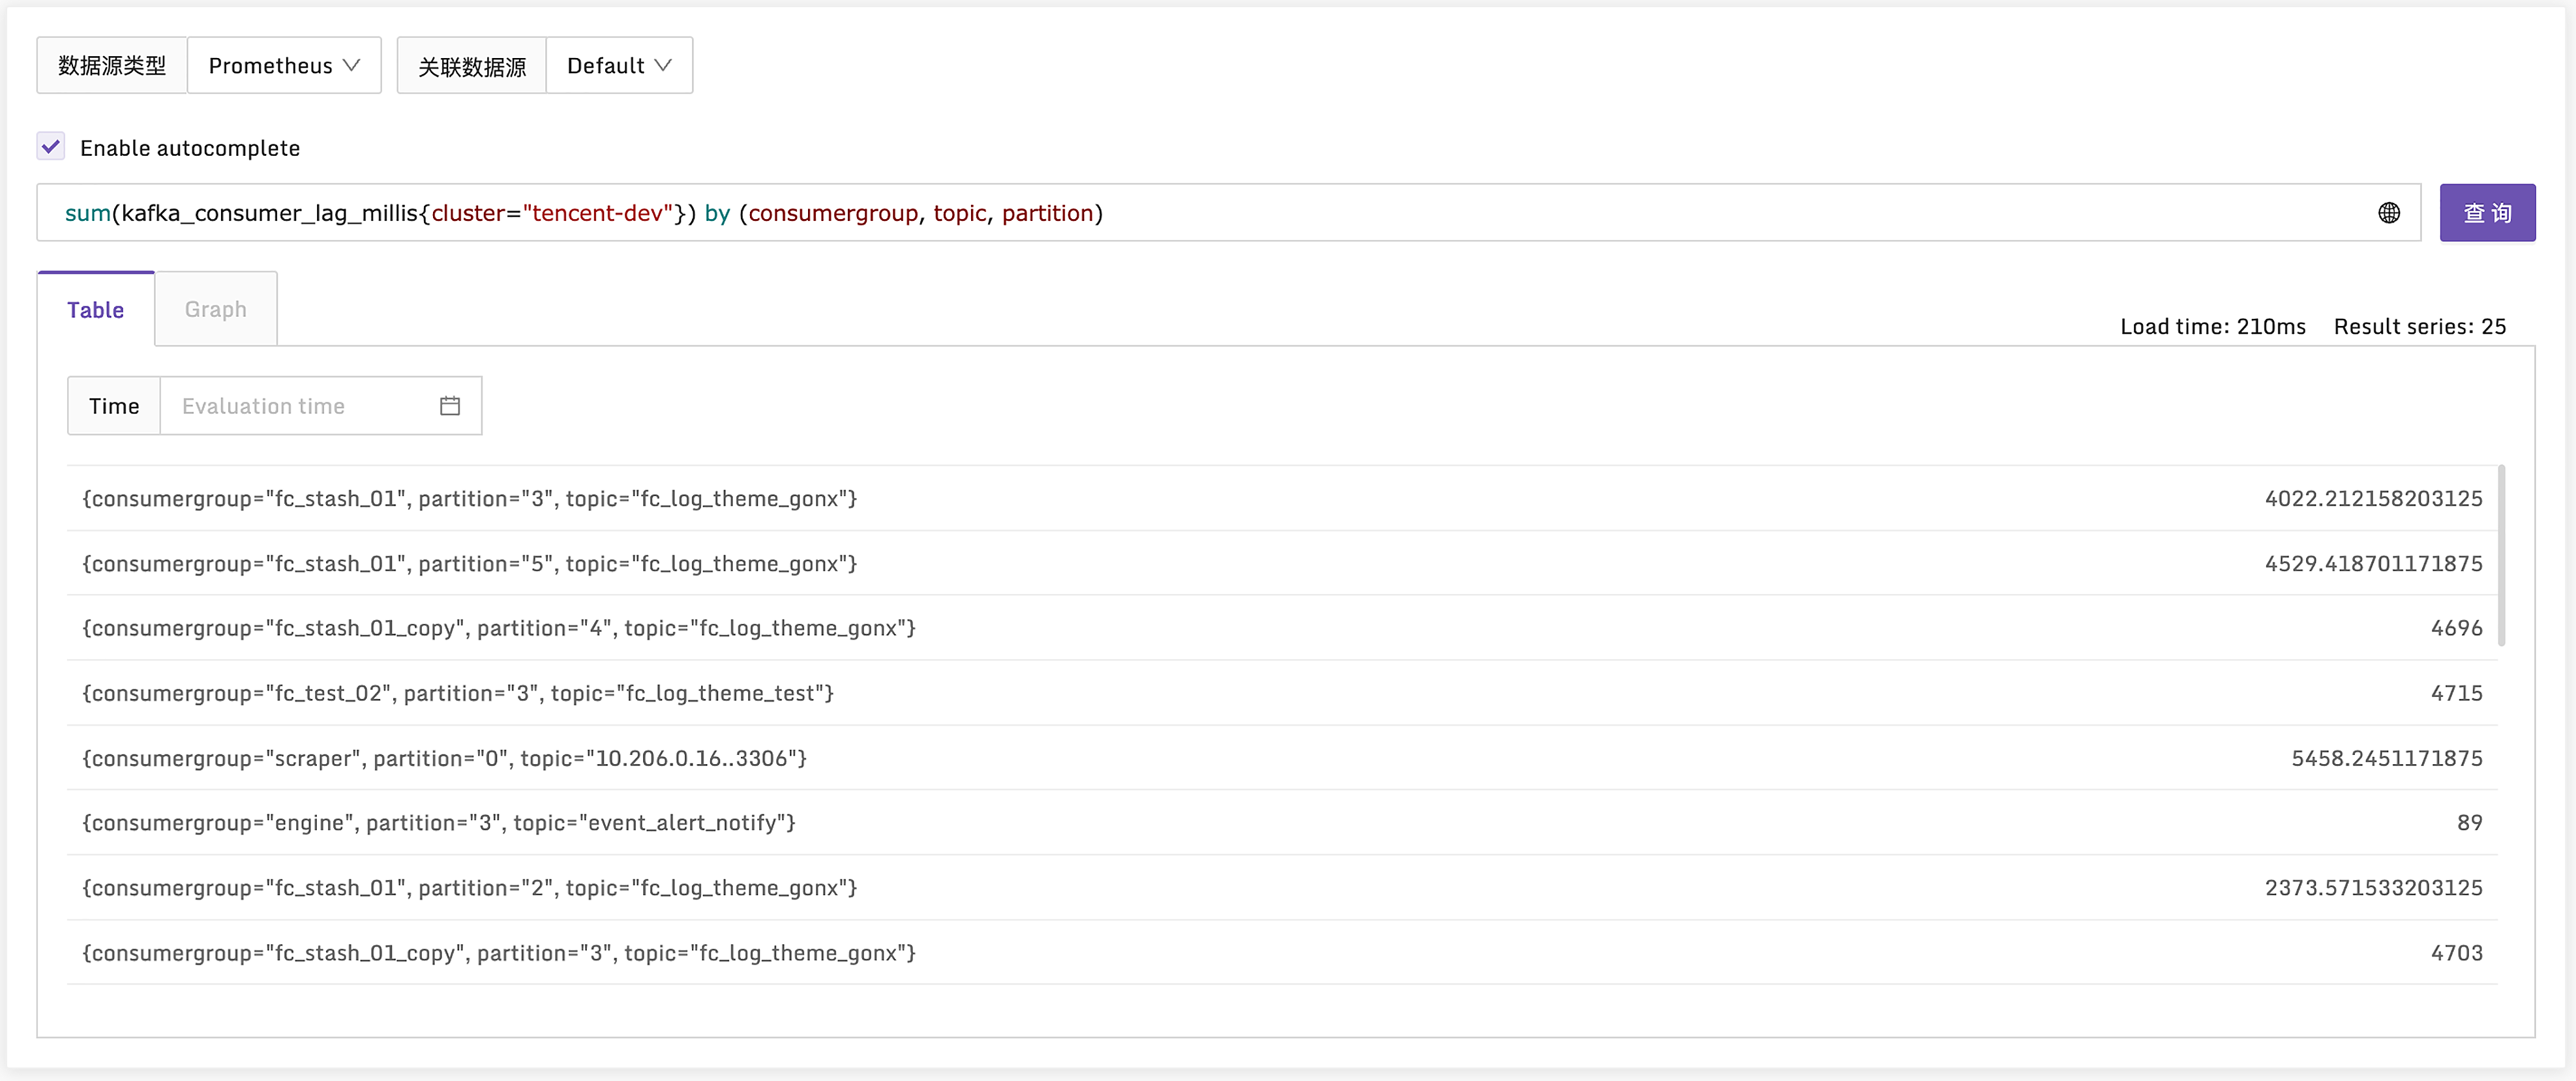 数据源类型 Prometheus 关联数据源 Default
Enable autocomplete
sum(kafka_consumer_lag_millis{cluster="tencent-dev"}) by (consumergroup, topic, partition) 查 询
Table Graph
Load time: 210ms Result series: 25
Time Evaluation time
{consumergroup="fc_stash_01", partition="3", topic="fc_log_theme_gonx"} 4022.212158203125
{consumergroup="fc_stash_01", partition="5", topic="fc_log_theme_gonx"} 4529.418701171875
{consumergroup="fc_stash_01_copy", partition="4", topic="fc_log_theme_gonx"} 4696
{consumergroup="fc_test_02", partition="3", topic="fc_log_theme_test"} 4715
{consumergroup="scraper", partition="0", topic="10.206.0.16..3306"} 5458.2451171875
{consumergroup="engine", partition="3", topic="event_alert_notify"} 89
{consumergroup="fc_stash_01", partition="2", topic="fc_log_theme_gonx"} 2373.571533203125
{consumergroup="fc_stash_01_copy", partition="3", topic="fc_log_theme_gonx"} 4703